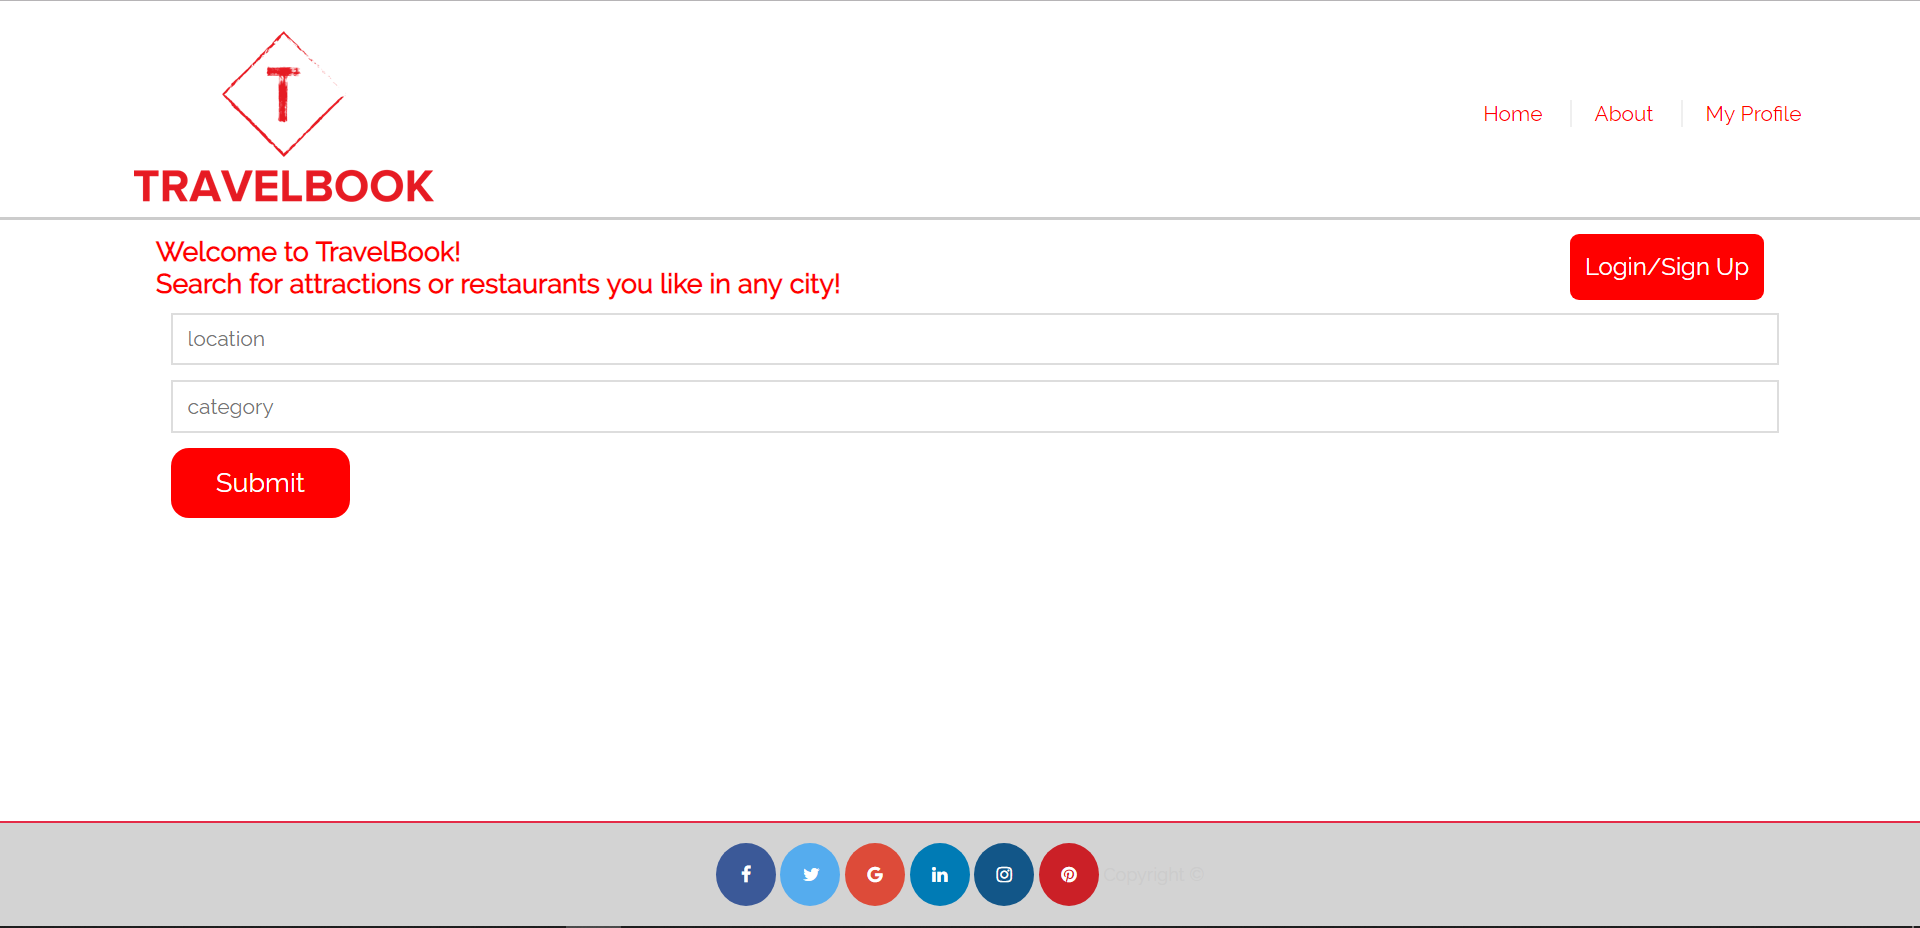 T
TRAVELBOOK
Home
About
My Profile
Welcome to TravelBook!
Search for attractions or restaurants you like in any city!
Login/Sign Up
location
category
Submit
Copyright ©